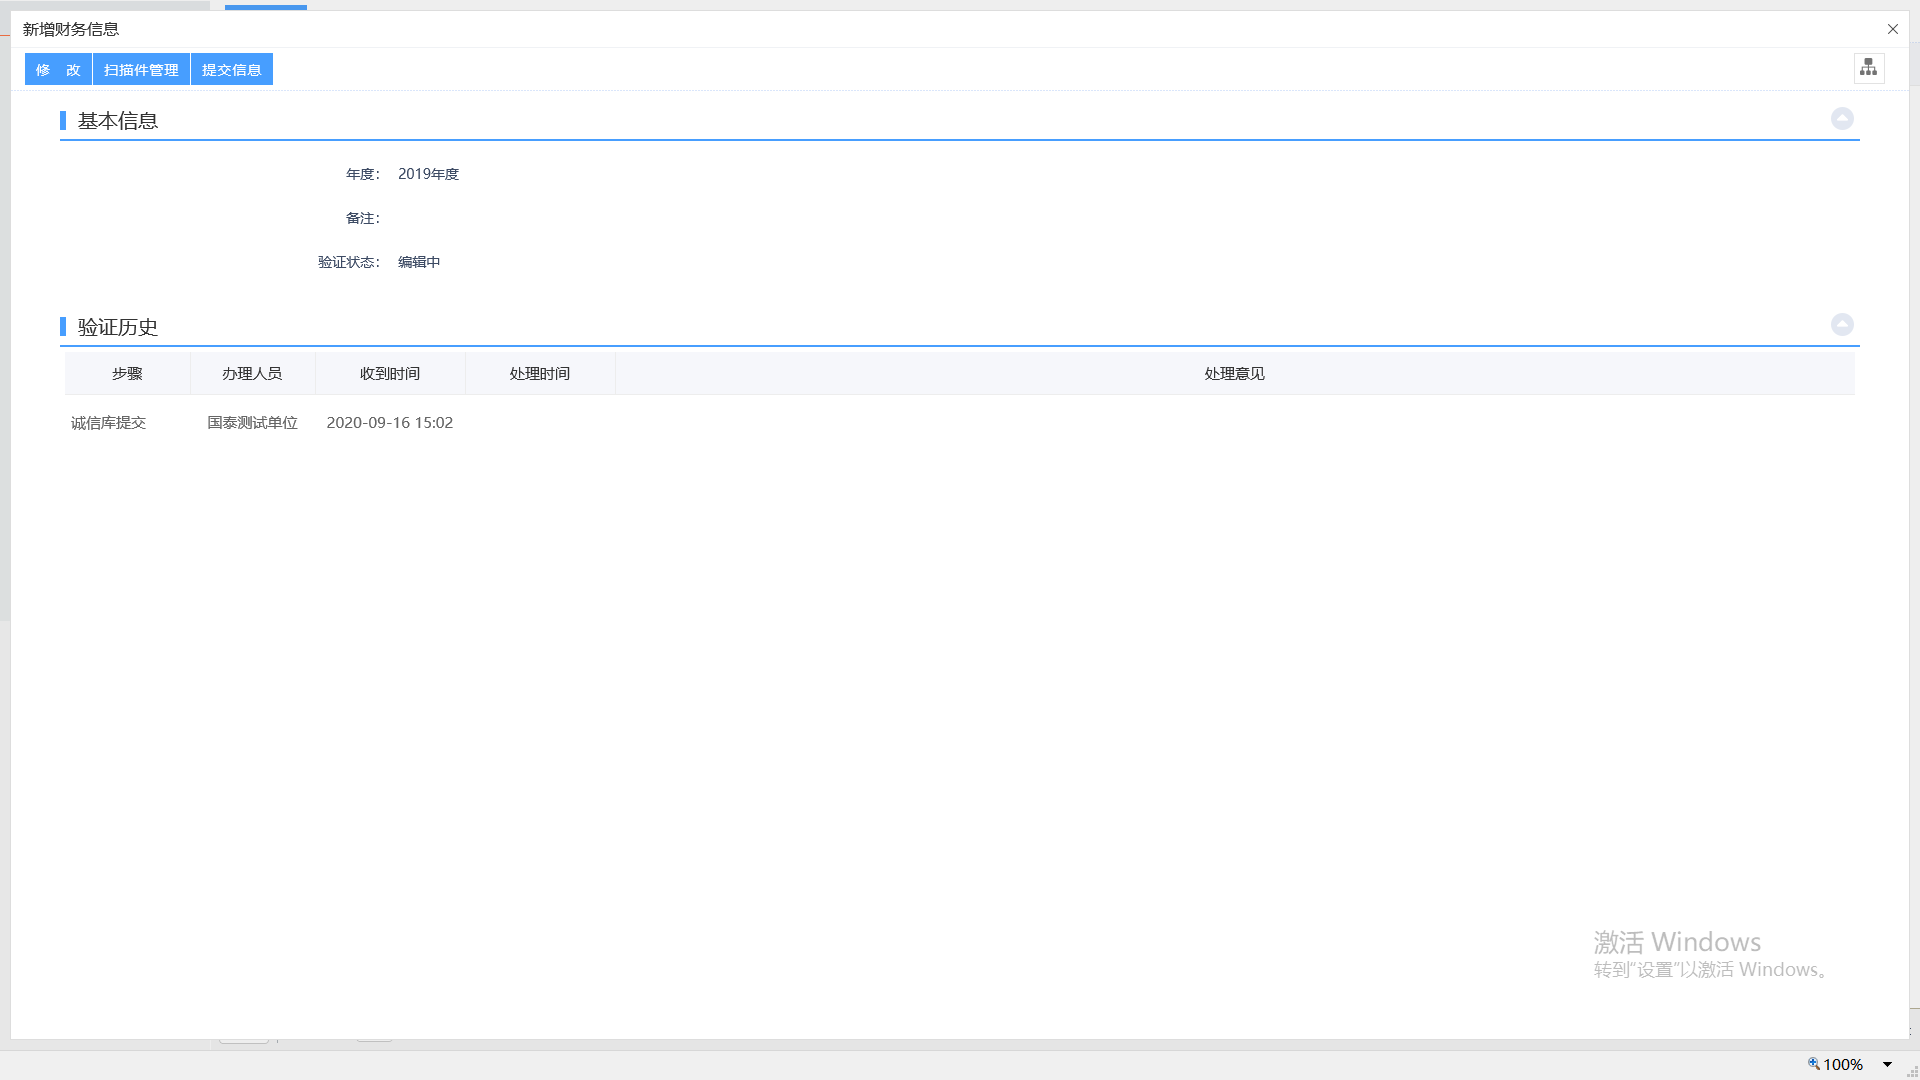 新增财务信息
修 改 扫描件管理 提交信息
基本信息
年度： 2019年度
备注：
验证状态： 编辑中
验证历史
步骤 办理人员 收到时间 处理时间 处理意见
诚信库提交 国泰测试单位 2020-09-16 15:02
激活 Windows
转到“设置”以激活 Windows。
100%